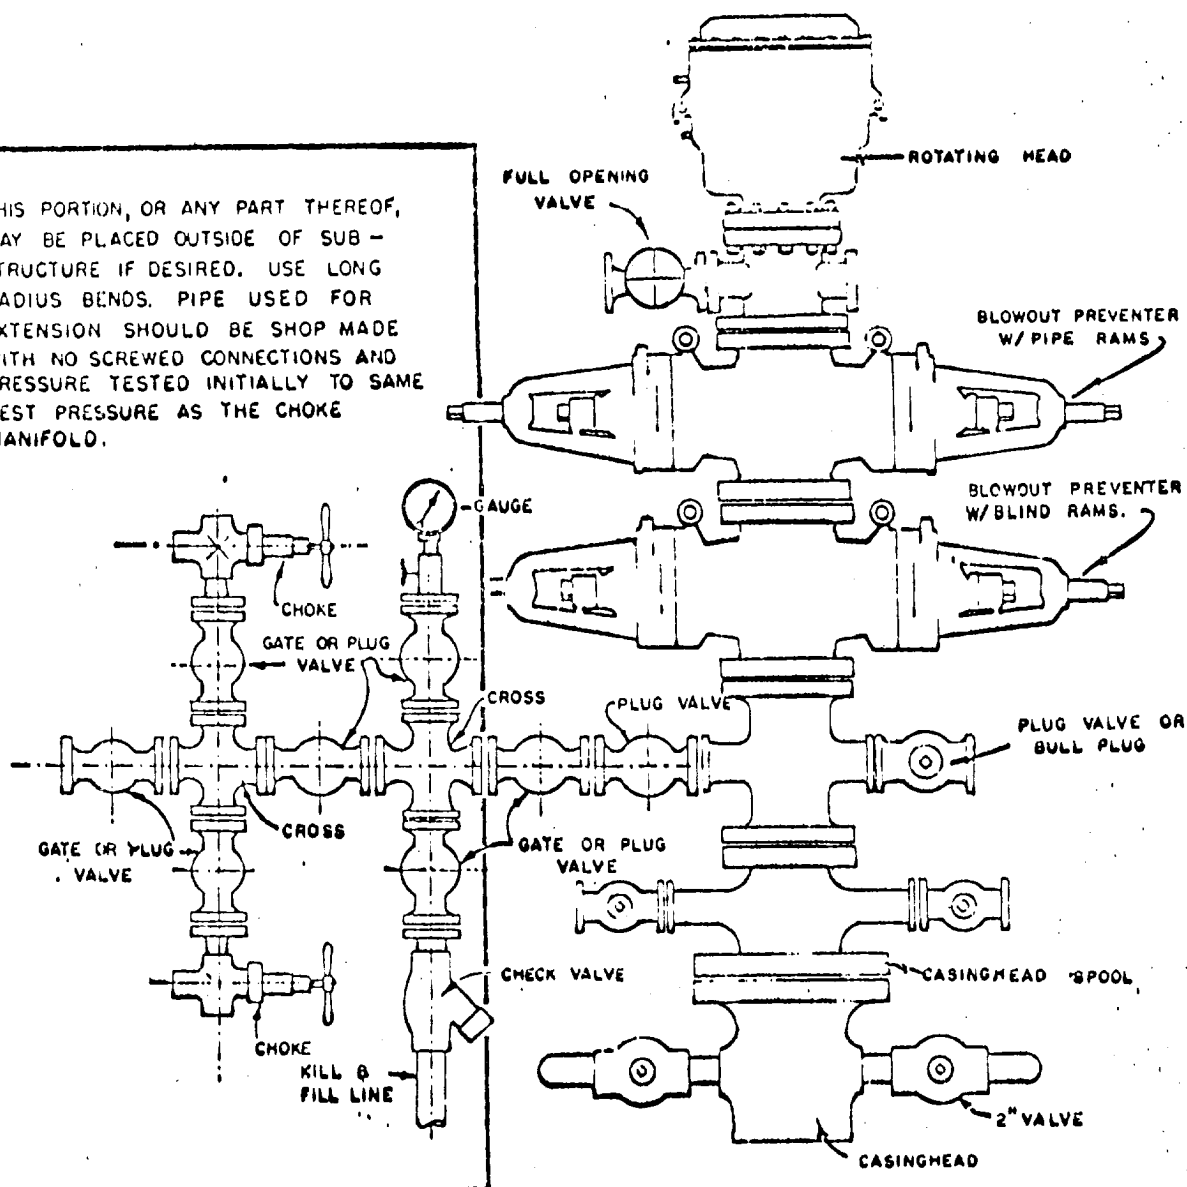 HIS PORTION, OR ANY PART THEREOF,
AY BE PLACED OUTSIDE OF SUB-
TRUCTURE IF DESIRED. USE LONG
ADIUS BENDS. PIPE USED FOR
XTENSION SHOULD BE SHOP MADE
ITH NO SCREWED CONNECTIONS AND
RESSURE TESTED INITIALLY TO SAME
EST PRESSURE AS THE CHOKE
MANIFOLD.
ROTATING HEAD
FULL OPENING
VALVE
BLOWOUT PREVENTER
W/ PIPE RAMS
BLOWOUT PREVENTER
W/ BLIND RAMS.
GAUGE
CHOKE
GATE OR PLUG
VALVE
CROSS
PLUG VALVE
PLUG VALVE OR
BULL PLUG
CROSS
GATE OR PLUG
VALVE
GATE OR PLUG
VALVE
CHECK VALVE
CASINGHEAD SPOOL
CHOKE
KILL &
FILL LINE
2" VALVE
CASINGHEAD